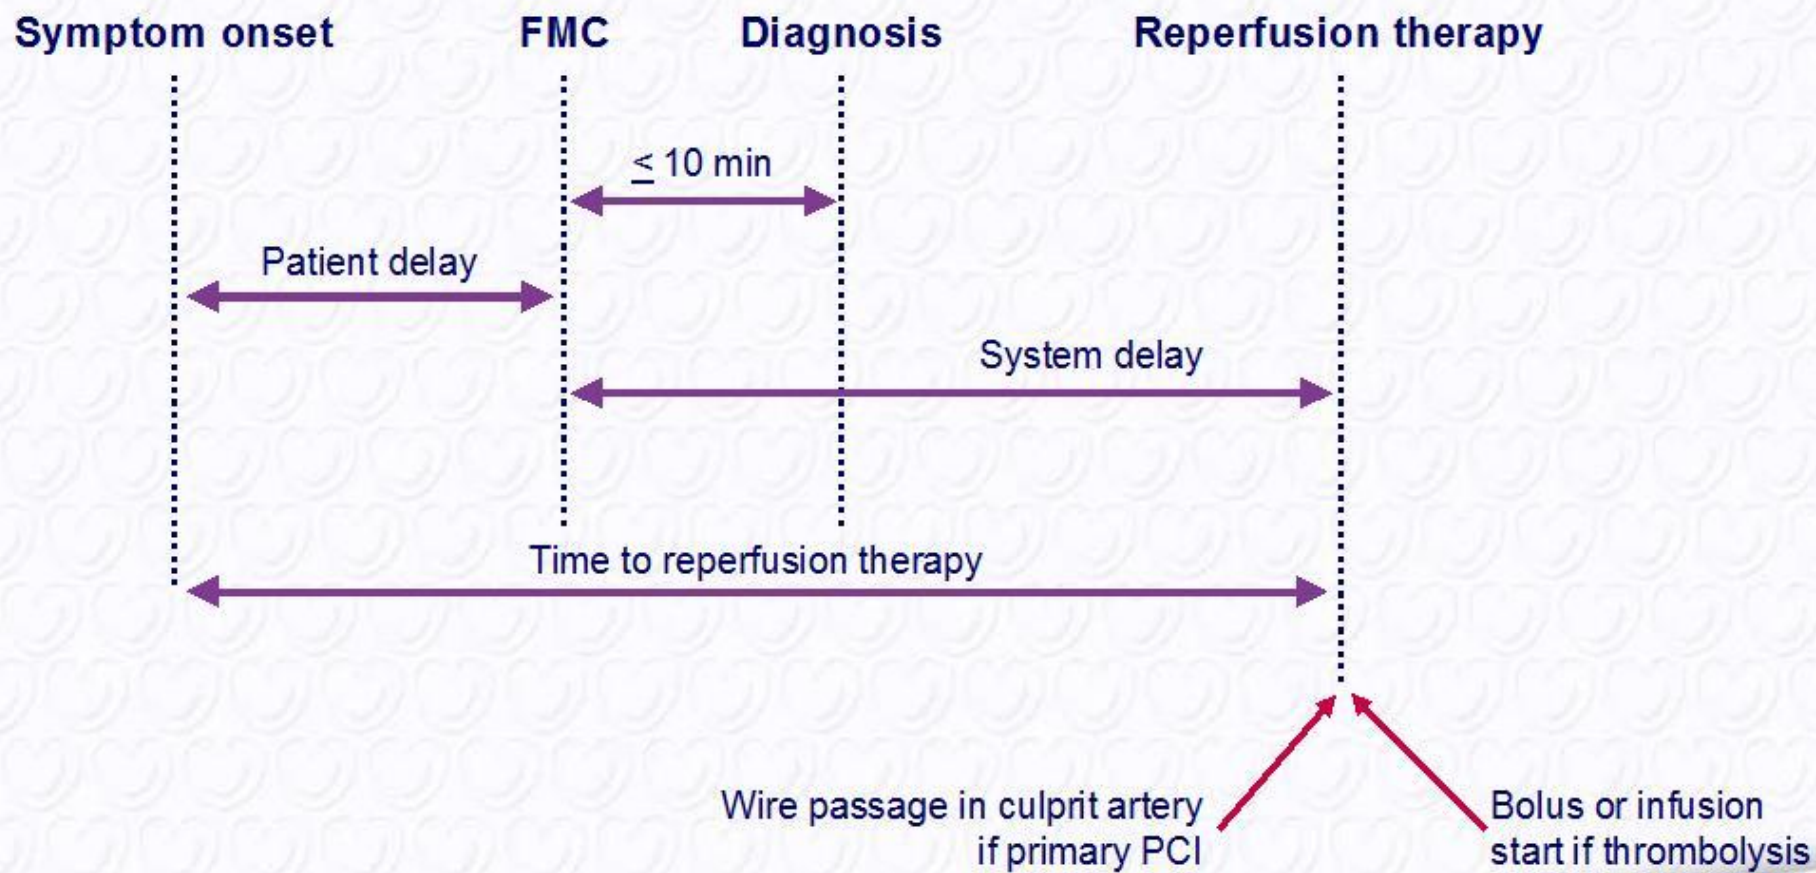 Symptom onset FMC Diagnosis Reperfusion therapy
≤ 10 min
Patient delay
System delay
Time to reperfusion therapy
Wire passage in culprit artery
if primary PCI
Bolus or infusion
start if thrombolysis